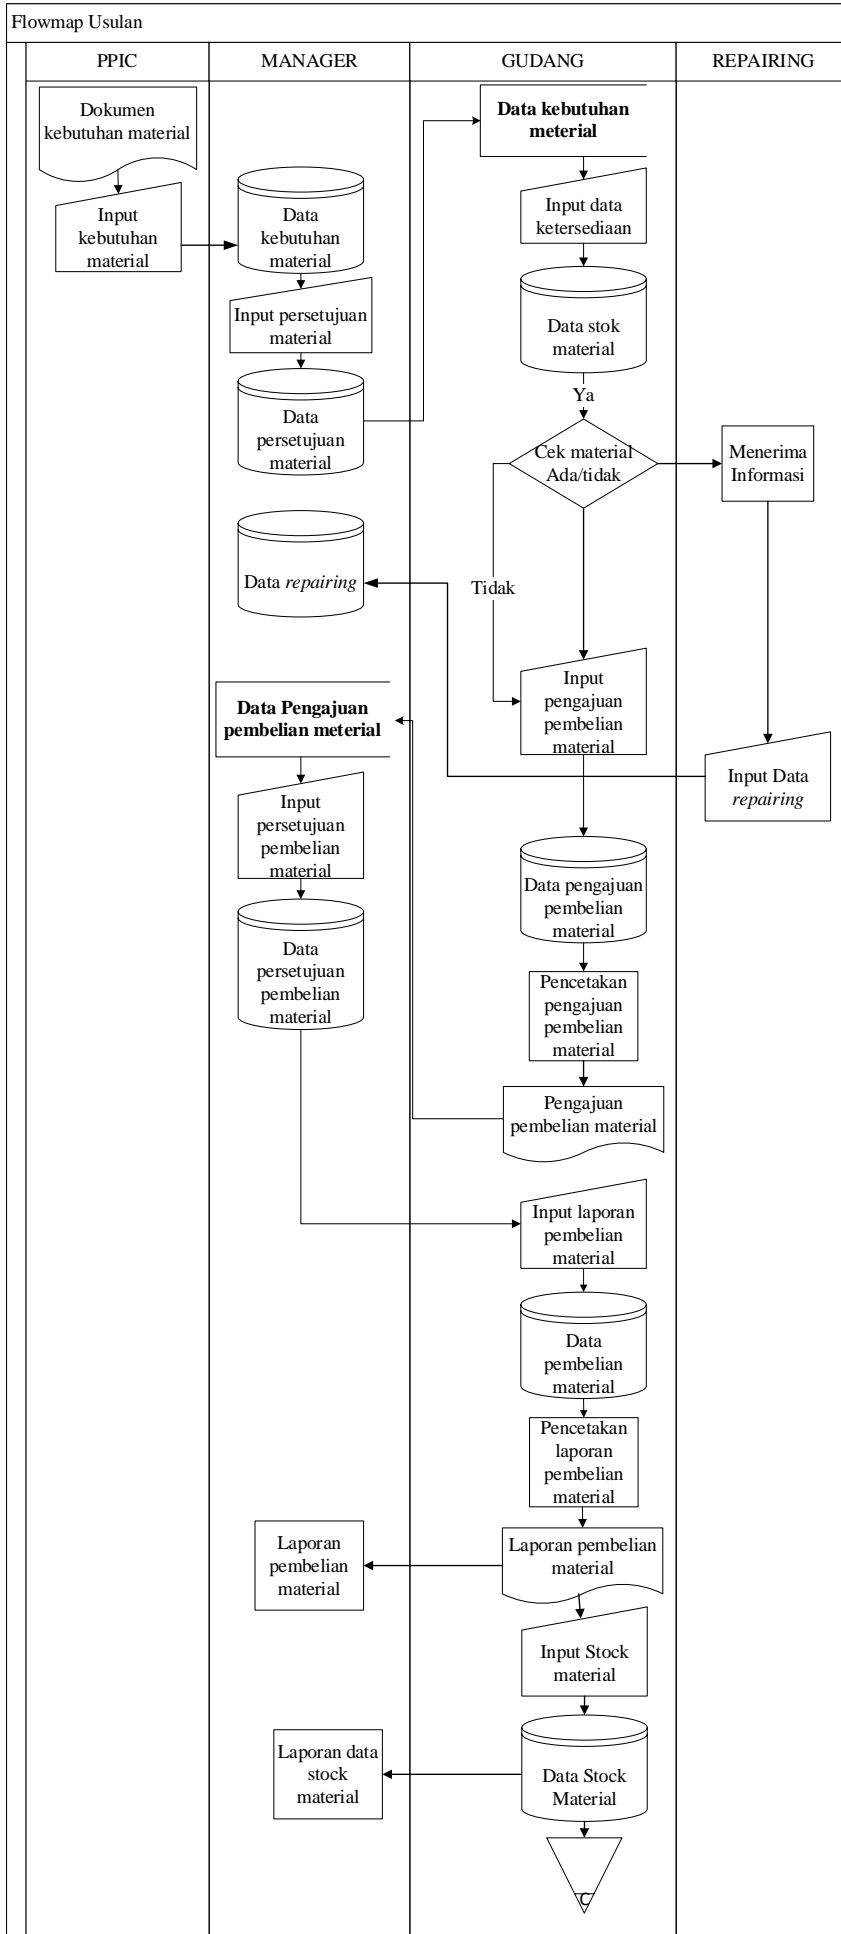 Flowmap Usulan
PPIC
MANAGER
GUDANG
REPAIRING
Dokumen
kebutuhan material
Input
kebutuhan
material
Data
kebutuhan
material
Input persetujuan
material
Data
persetujuan
material
Data kebutuhan
meterial
Input data
ketersediaan
Data stok
material
Ya
Cek material
Ada/tidak
Menerima
Informasi
Tidak
Data repairing
Input
pengajuan
pembelian
material
Data Pengajuan
pembelian meterial
Input Data
repairing
Input
persetujuan
pembelian
material
Data
persetujuan
pembelian
material
Data pengajuan
pembelian
material
Pencetakan
pengajuan
pembelian
material
Pengajuan
pembelian material
Input laporan
pembelian
material
Data
pembelian
material
Pencetakan
laporan
pembelian
material
Laporan pembelian
material
Laporan
pembelian
material
Input Stock
material
Data Stock
Material
Laporan data
stock
material
C